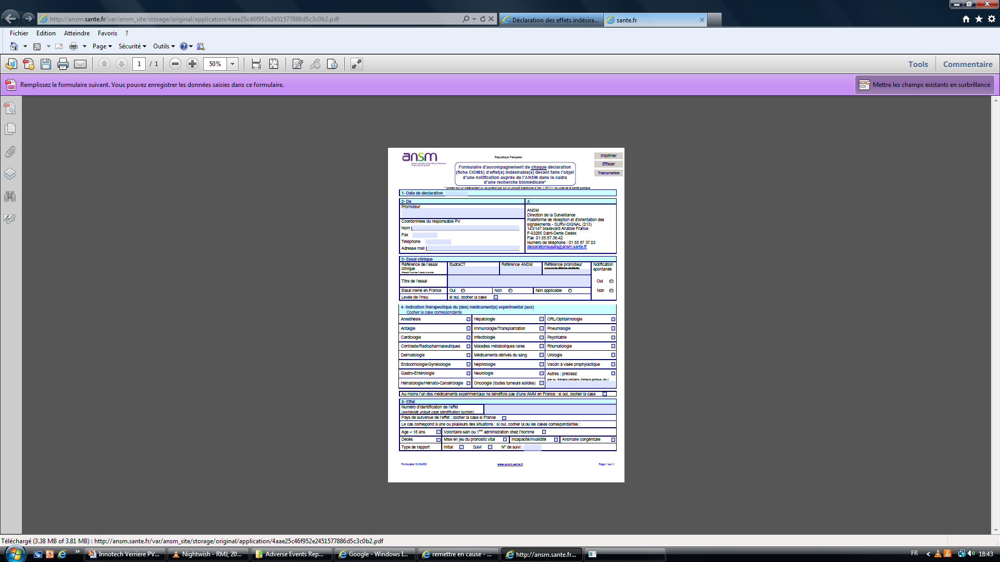 http://ansm.sante.fr/var/ansm_site/storage/original/application/4aae25c46f952e2451577886d5c3c0b2.pdf
Déclaration des effets indésira...
sante.fr
Fichier Edition Atteindre Favoris ?
Page Sécurité Outils
1 / 1 50% Tools Commentaire
Remplissez le formulaire suivant. Vous pouvez enregistrer les données saisies dans ce formulaire.
Mettre les champs existants en surbrillance
ansm
République Française
Imprimer
Effacer
Transmettre
Formulaire d'accompagnement de chaque déclaration
(fiche CIOMS) d'effet(s) indésirable(s) devant faire l'objet
d'une notification auprès de l'ANSM dans le cadre
d'une recherche biomédicale*
* portant sur un médicament ou ne portant pas sur un produit mentionné à l'art. L.5311-1 du code de la santé publique
1- Date de déclaration
2- De
A
Promoteur
Coordonnées du responsable PV
Nom
Fax
Téléphone
Adresse mail
ANSM
Direction de la Surveillance
Plateforme de réception et d'orientation des
signalements - SURV-SIGNAL (213)
143/147 boulevard Anatole France
F-93285 Saint-Denis Cedex
Fax 01.55.87.36.42
Numéro de téléphone : 01 55 87 37 03
declarationsusars@ansm.sante.fr
3- Essai clinique
Référence de l'essai
clinique
EudraCT
Référence ANSM
Référence promoteur
Notification
spontanée
Titre de l'essai
Oui
Essai mené en France Oui Non Non applicable Non
Levée de l'insu si oui, cocher la case
4- Indication thérapeutique du (des) médicament(s) expérimental (aux)
Cocher la case correspondante
Anesthésie Hépatologie ORL/Ophtalmologie
Antalgie Immunologie/Transplantation Pneumologie
Cardiologie Infectiologie Psychiatrie
Contraste/Radiopharmaceutiques Maladies métaboliques rares Rhumatologie
Dermatologie Médicaments dérivés du sang Urologie
Endocrinologie/Gynécologie Néphrologie Vaccin à visée prophylactique
Gastro-Entérologie Neurologie Autres : précisez
(par ex. thérapie cellulaire, thérapie génique, etc.)
Hématologie/Hémato-Cancérologie Oncologie (toutes tumeurs solides)
Au moins l'un des médicaments expérimentaux ne bénéficie pas d'une AMM en France : si oui, cocher la case
5- Effet
Numéro d'identification de l'effet
(worldwide unique case identification number)
Pays de survenue de l'effet : cocher la case si France
Le cas correspond à une ou plusieurs des situations : si oui, cocher la ou les cases correspondantes :
Age < 18 ans Volontaire sain ou 1ère administration chez l'homme
Décès Mise en jeu du pronostic vital Incapacité/Invalidité Anomalie congénitale
Type de rapport Initial Suivi N° de suivi :
Formulaire SUSARS www.ansm.sante.fr Page 1 sur 1
Téléchargé (3.38 MB of 3.81 MB) : http://ansm.sante.fr/var/ansm_site/storage/original/application/4aae25c46f952e2451577886d5c3c0b2.pdf
Innotech Verriere PV... Nightwish - RMJ, 20... Adverse Events Rep... Google - Windows I... remettre en cause - ... http://ansm.sante.fr... FR 18:43